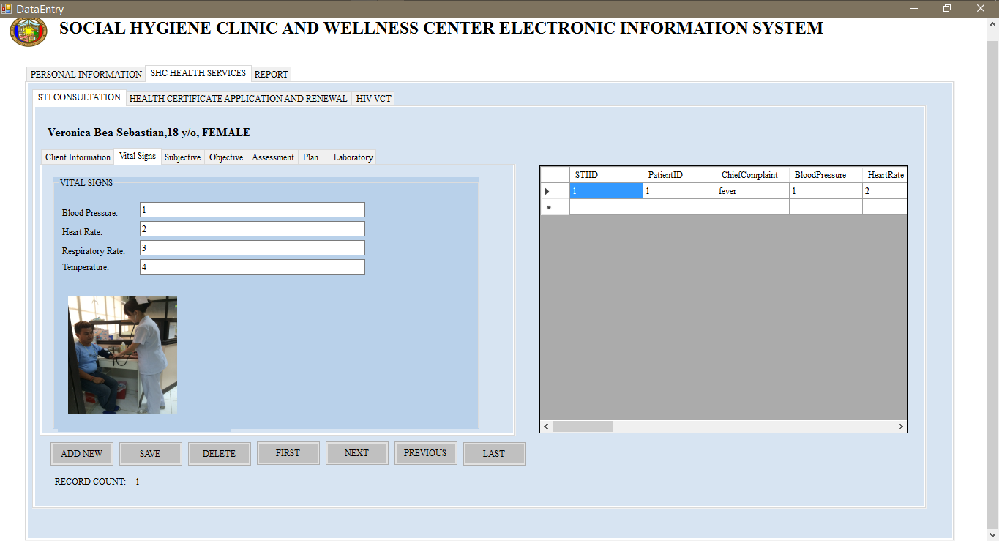 DataEntry
SOCIAL HYGIENE CLINIC AND WELLNESS CENTER ELECTRONIC INFORMATION SYSTEM
PERSONAL INFORMATION SHC HEALTH SERVICES REPORT
STI CONSULTATION HEALTH CERTIFICATE APPLICATION AND RENEWAL HIV-VCT
Veronica Bea Sebastian,18 y/o, FEMALE
Client Information Vital Signs Subjective Objective Assessment Plan Laboratory
VITAL SIGNS
Blood Pressure: 1
Heart Rate: 2
Respiratory Rate: 3
Temperature: 4
STIID PatientID ChiefComplaint BloodPressure HeartRate
1 1 fever 1 2
*
ADD NEW SAVE DELETE FIRST NEXT PREVIOUS LAST
RECORD COUNT: 1